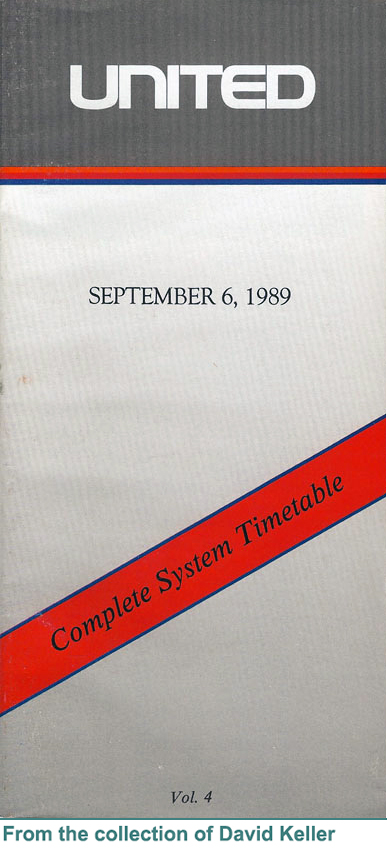 UNITED
SEPTEMBER 6, 1989
Complete System Timetable
Vol. 4
From the collection of David Keller